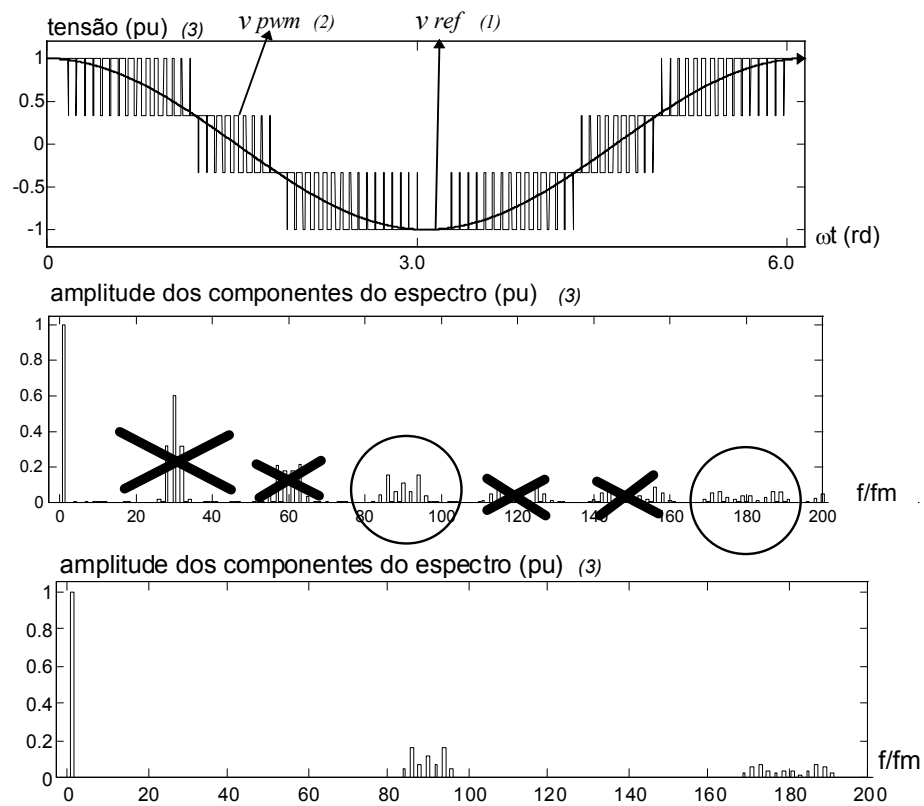 tensão (pu) (3) v pwm (2) v ref (1)
1
0.5
0
-0.5
-1
0 3.0 6.0
ωt (rd)
amplitude dos componentes do espectro (pu) (3)
1
0.8
0.6
0.4
0.2
0
f/fm
0 20 40 60 80 100 120 140 160 180 200
amplitude dos componentes do espectro (pu) (3)
1
0.8
0.6
0.4
0.2
0
f/fm
0 20 40 60 80 100 120 140 160 180 200